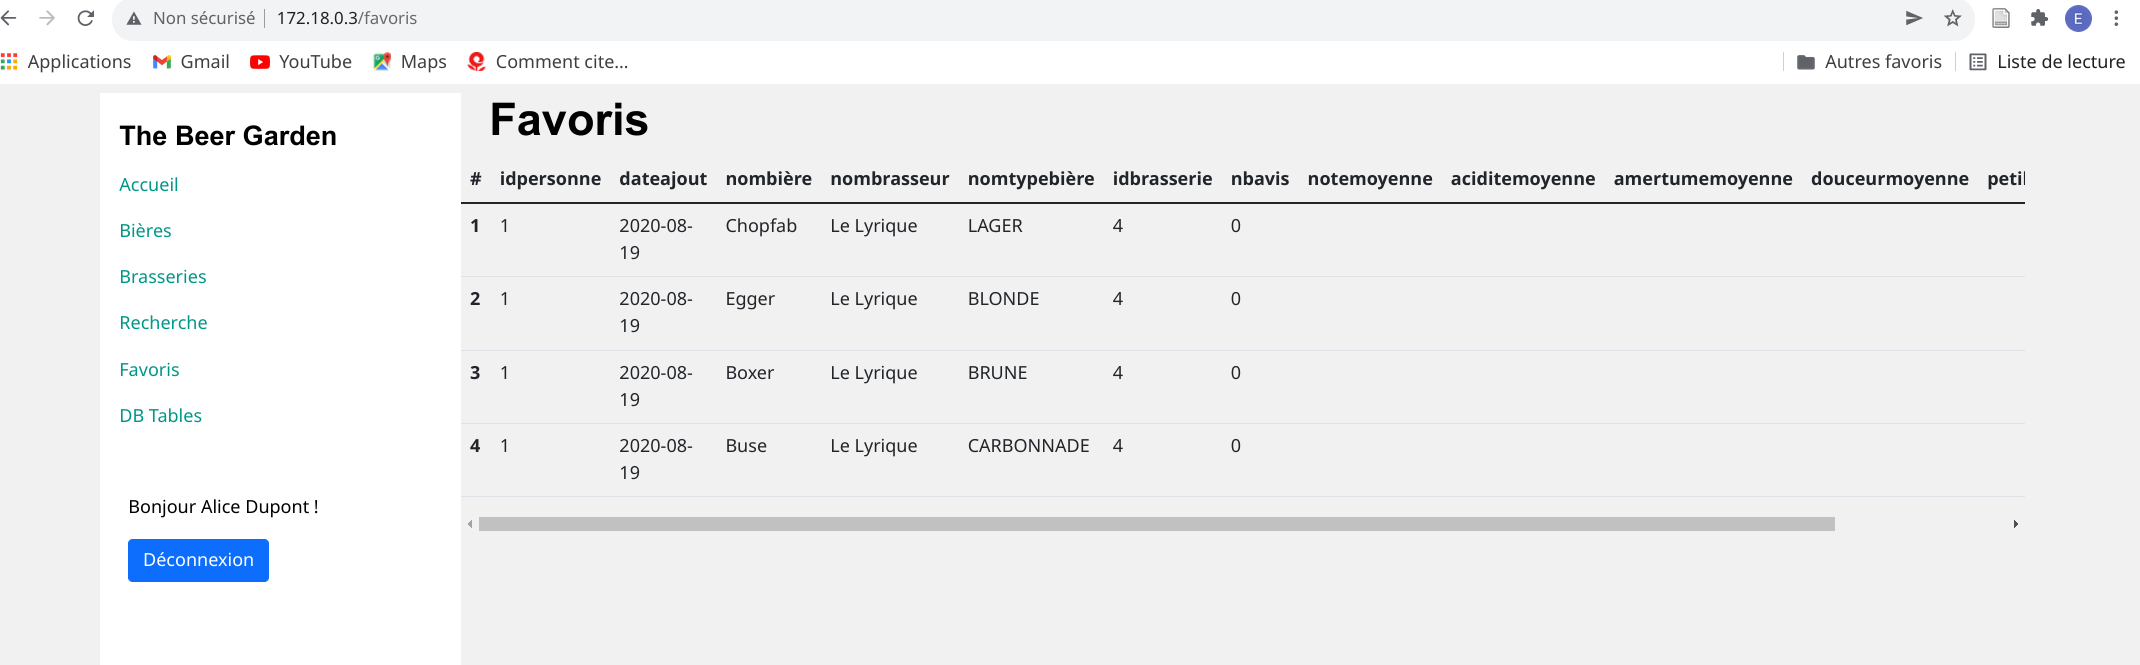 Non sécurisé 172.18.0.3/favoris E
Applications Gmail YouTube Maps Comment cite... Autres favoris Liste de lecture
The Beer Garden
Accueil
Bières
Brasseries
Recherche
Favoris
DB Tables
Bonjour Alice Dupont !
Déconnexion
Favoris
# idpersonne dateajout nombière nombrasseur nomtypebière idbrasserie nbavis notemoyenne aciditemoyenne amertumemoyenne douceurmoyenne
1 1 2020-08- Chopfab Le Lyrique LAGER 4 0
19
2 1 2020-08- Egger Le Lyrique BLONDE 4 0
19
3 1 2020-08- Boxer Le Lyrique BRUNE 4 0
19
4 1 2020-08- Buse Le Lyrique CARBONNADE 4 0
19